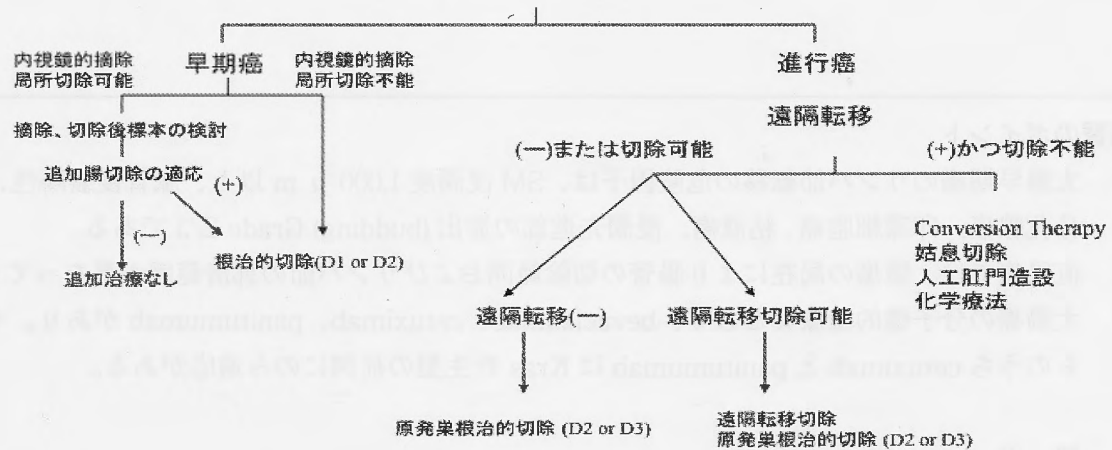 内視鏡的摘除
局所切除可能
早期癌
内視鏡的摘除
局所切除不能
進行癌
摘除、切除後標本の検討
遠隔転移
(―)または切除可能
(+)かつ切除不能
追加腸切除の適応
(+)
(―)
追加治療なし
根治的切除(D1 or D2)
Conversion Therapy
姑息切除
人工肛門造設
化学療法
遠隔転移(―)
遠隔転移切除可能
原発巣根治的切除 (D2 or D3)
遠隔転移切除
原発巣根治的切除 (D2 or D3)